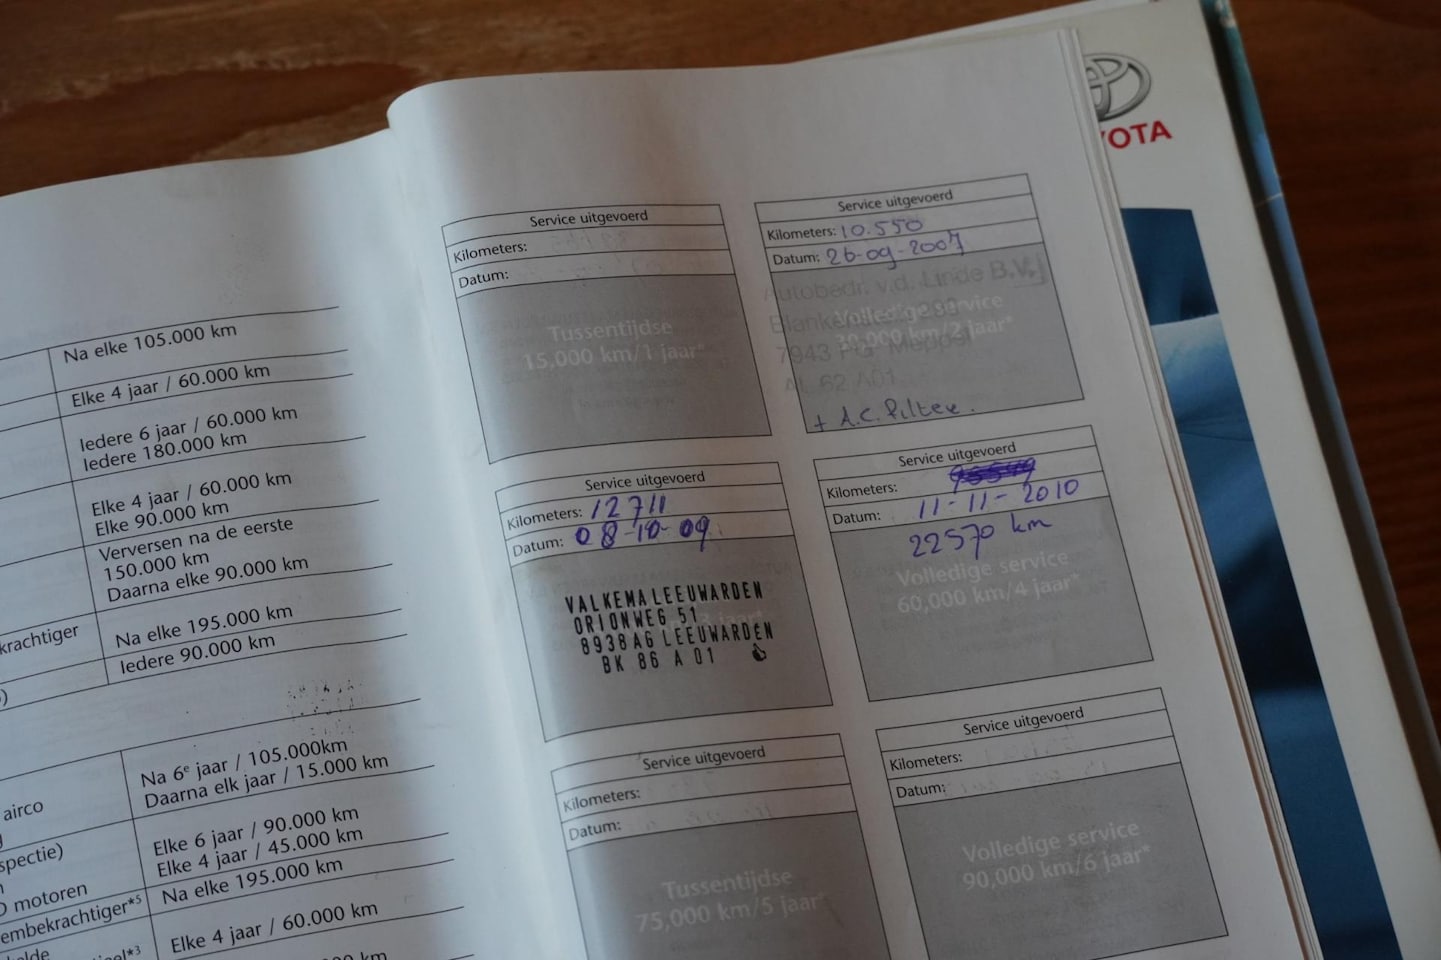 Na elke 105.000 km
Elke 4 jaar / 60.000 km
Iedere 6 jaar / 60.000 km
Iedere 180.000 km
Elke 4 jaar / 60.000 km
Elke 90.000 km
Verversen na de eerste
150.000 km
Daarna elke 90.000 km
krachtiger
Na elke 195.000 km
Iedere 90.000 km
airco
Na 6e jaar / 105.000km
Daarna elk jaar / 15.000 km
spectie)
Elke 6 jaar / 90.000 km
Elke 4 jaar / 45.000 km
D motoren
Na elke 195.000 km
embekrachtiger*5
Elke 4 jaar / 60.000 km
Service uitgevoerd
Kilometers:
Datum:
Tussentijdse
15,000 km/1 jaar*
Service uitgevoerd
Kilometers: 10.550
Datum: 26-09-2007
Autobedr. v.d. Linde B.V.
Volledige service
30,000 km/2 jaar*
7943 Meppel
AL 62 A01
+ A.C. Filter.
Service uitgevoerd
Kilometers: 12711
Datum: 08-10-09
VALKEMA LEEUWARDEN
ORIONWEG 51
8938AG LEEUWARDEN
BK 86 A 01
Service uitgevoerd
Kilometers:
Datum: 11-11-2010
22570 km
Volledige service
60,000 km/4 jaar*
Service uitgevoerd
Kilometers:
Datum:
Tussentijdse
75,000 km/5 jaar*
Service uitgevoerd
Kilometers:
Datum:
Volledige service
90,000 km/6 jaar*
YOTA